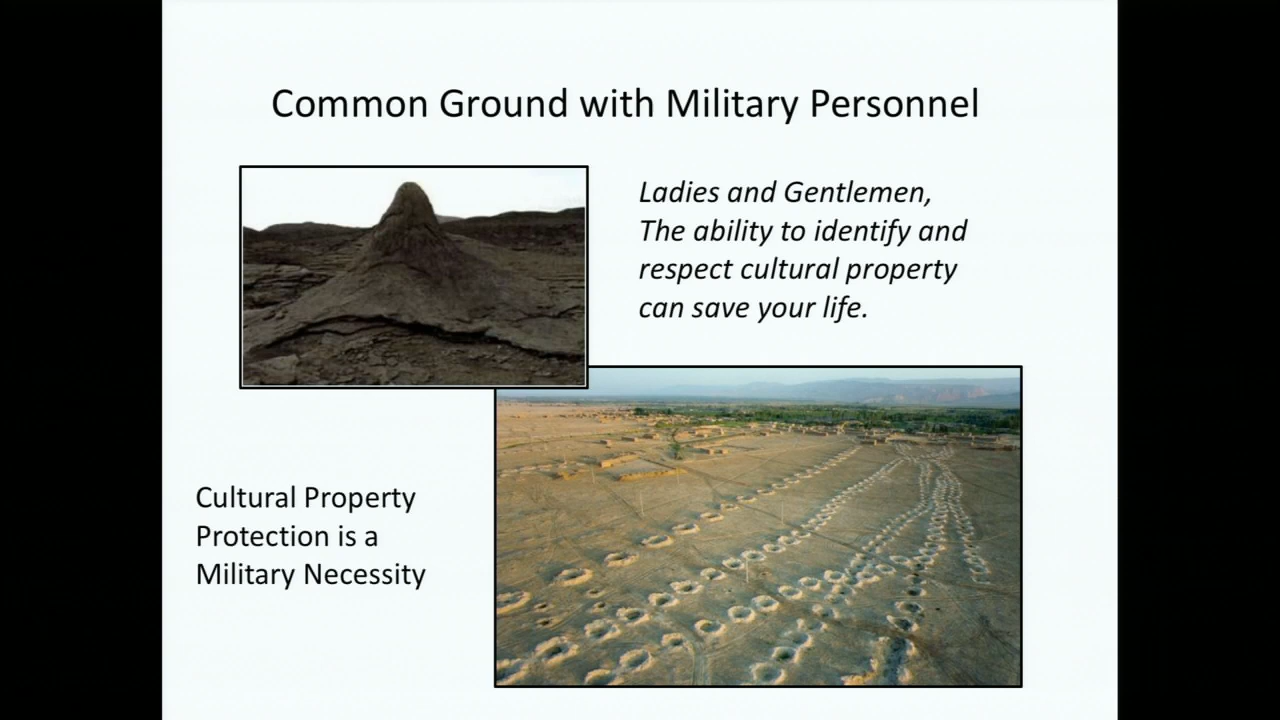 Common Ground with Military Personnel
Ladies and Gentlemen,
The ability to identify and
respect cultural property
can save your life.
Cultural Property
Protection is a
Military Necessity